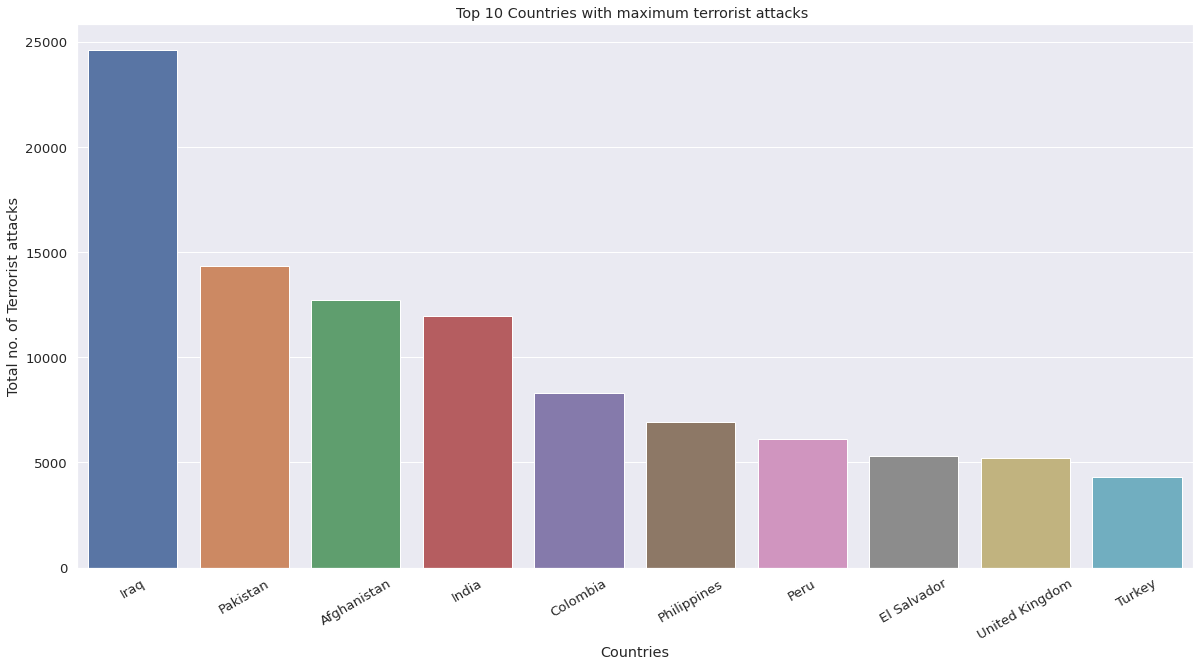 Top 10 Countries with maximum terrorist attacks
Total no. of Terrorist attacks
25000
20000
15000
10000
5000
0
Iraq
Pakistan
Afghanistan
India
Colombia
Philippines
Peru
El Salvador
United Kingdom
Turkey
Countries